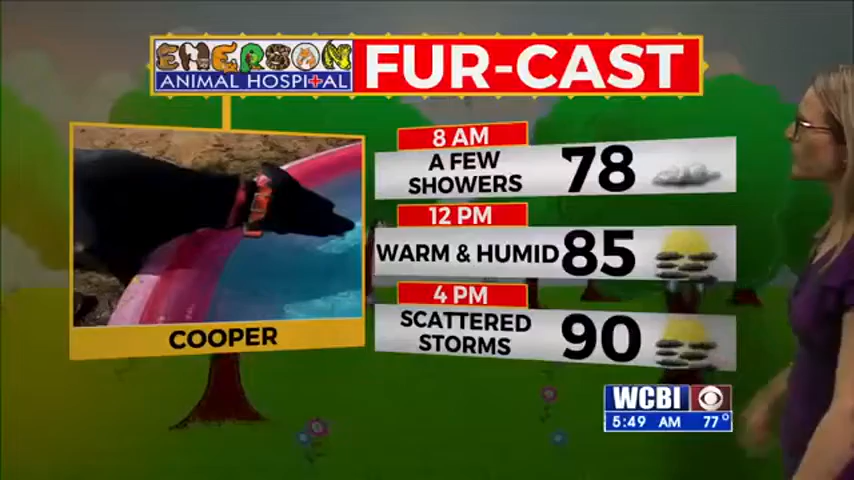 EMERSON
ANIMAL HOSPITAL
FUR-CAST
8 AM
A FEW
SHOWERS
78
12 PM
WARM & HUMID
85
4 PM
SCATTERED
STORMS
90
COOPER
WCBI
5:49 AM 77°